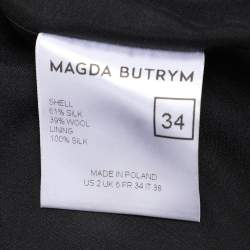 MAGDA BUTRYM
SHELL
61% SILK
39% WOOL
LINING
100% SILK
34
MADE IN POLAND
US 2 UK 6 FR 34 IT 38